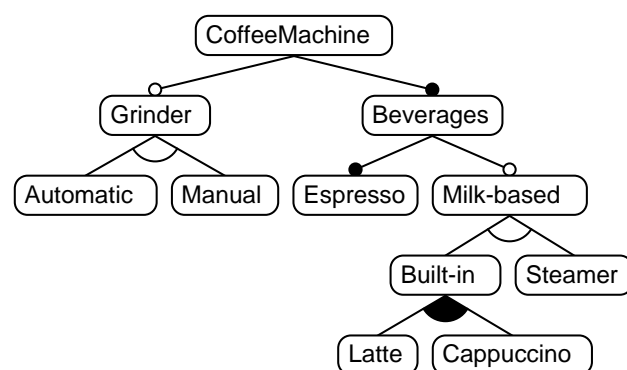 CoffeeMachine
Grinder
Beverages
Automatic
Manual
Espresso
Milk-based
Built-in
Steamer
Latte
Cappuccino